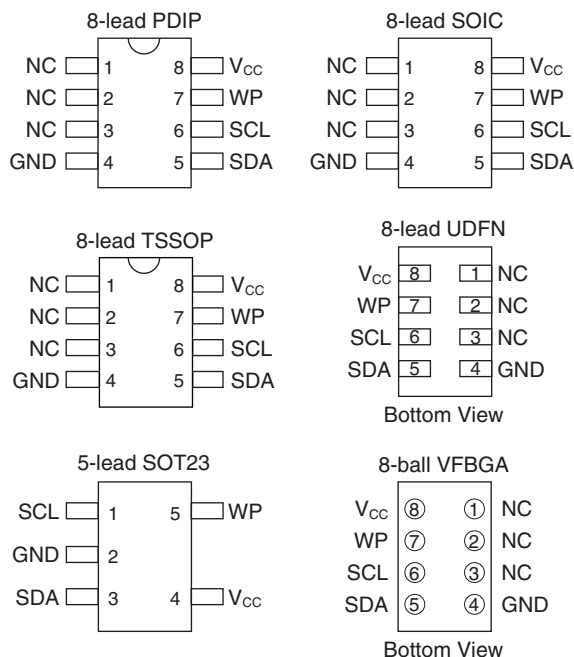 8-lead PDIP
NC 1 8 VCC
NC 2 7 WP
NC 3 6 SCL
GND 4 5 SDA
8-lead SOIC
NC 1 8 VCC
NC 2 7 WP
NC 3 6 SCL
GND 4 5 SDA
8-lead TSSOP
NC 1 8 VCC
NC 2 7 WP
NC 3 6 SCL
GND 4 5 SDA
8-lead UDFN
VCC 8 1 NC
WP 7 2 NC
SCL 6 3 NC
SDA 5 4 GND
Bottom View
5-lead SOT23
SCL 1 5 WP
GND 2
SDA 3 4 VCC
8-ball VFBGA
VCC 8 1 NC
WP 7 2 NC
SCL 6 3 NC
SDA 5 4 GND
Bottom View